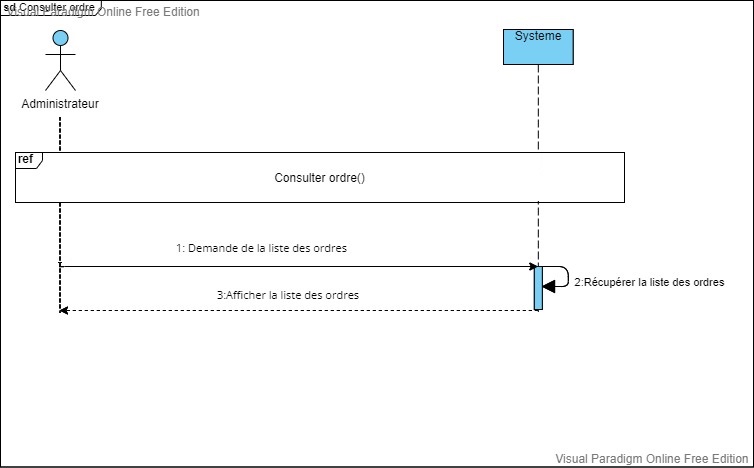 sd Consulter ordre
Visual Paradigm Online Free Edition
Systeme
Administrateur
ref
Consulter ordre()
1: Demande de la liste des ordres
2:Récupérer la liste des ordres
3:Afficher la liste des ordres
Visual Paradigm Online Free Edition